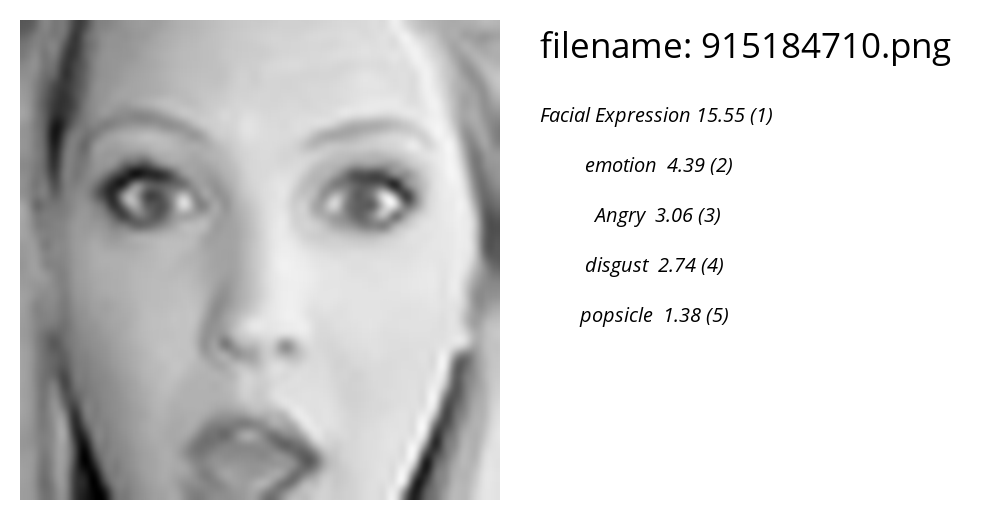 filename: 915184710.png
Facial Expression 15.55 (1)
emotion 4.39 (2)
Angry 3.06 (3)
disgust 2.74 (4)
popsicle 1.38 (5)